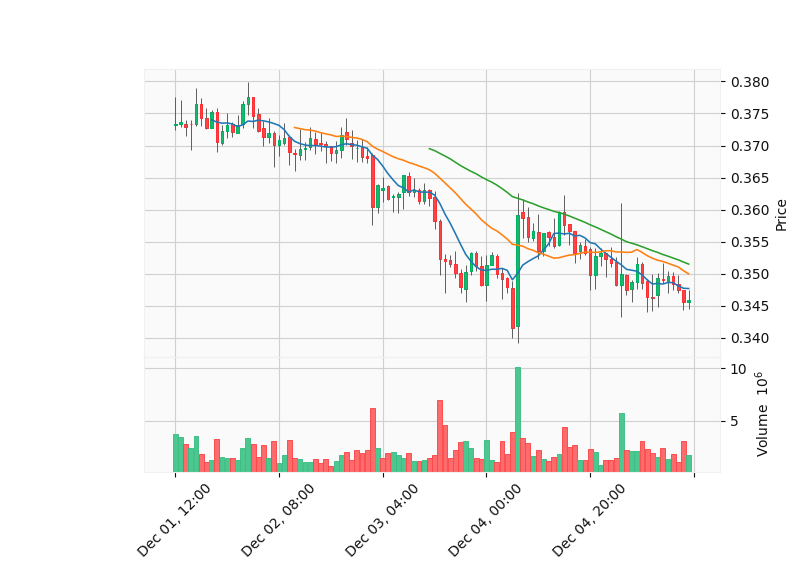 0.380
0.375
0.370
0.365
0.360
0.355
0.350
0.345
0.340
Price
10
5
Volume 10^6
Dec 01, 12:00
Dec 02, 08:00
Dec 03, 04:00
Dec 04, 00:00
Dec 04, 20:00